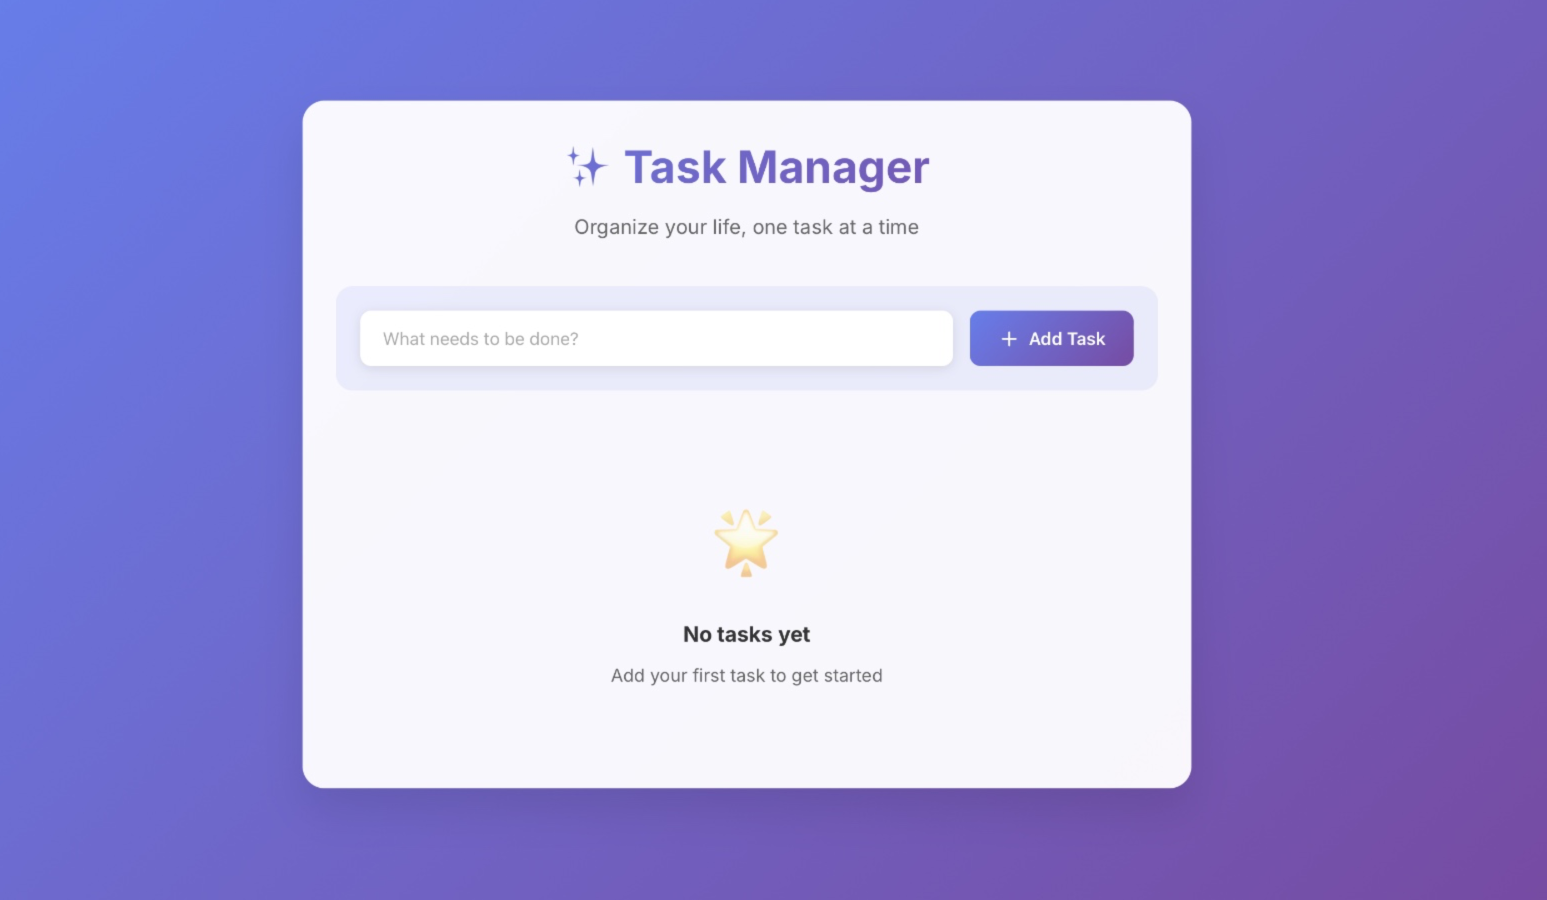 Task Manager
Organize your life, one task at a time
What needs to be done?
+ Add Task
No tasks yet
Add your first task to get started